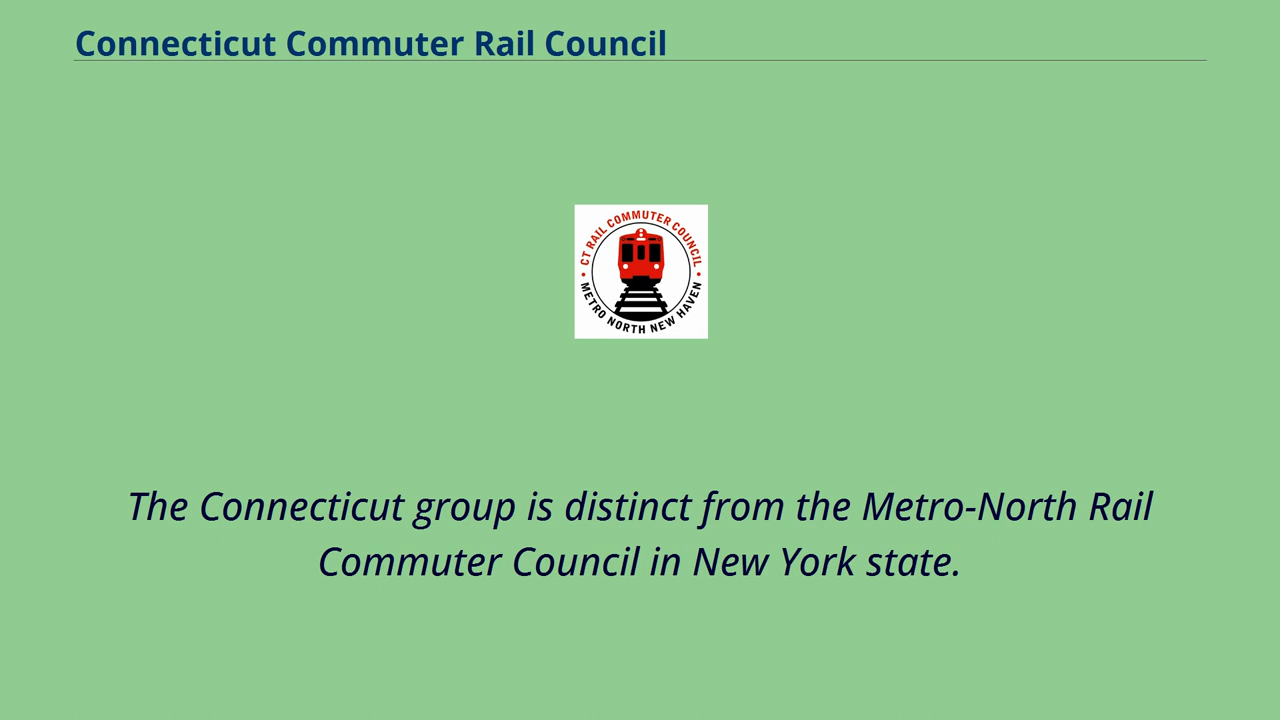 Connecticut Commuter Rail Council
CT RAIL COMMUTER COUNCIL
METRO NORTH NEW HAVEN
The Connecticut group is distinct from the Metro-North Rail
Commuter Council in New York state.